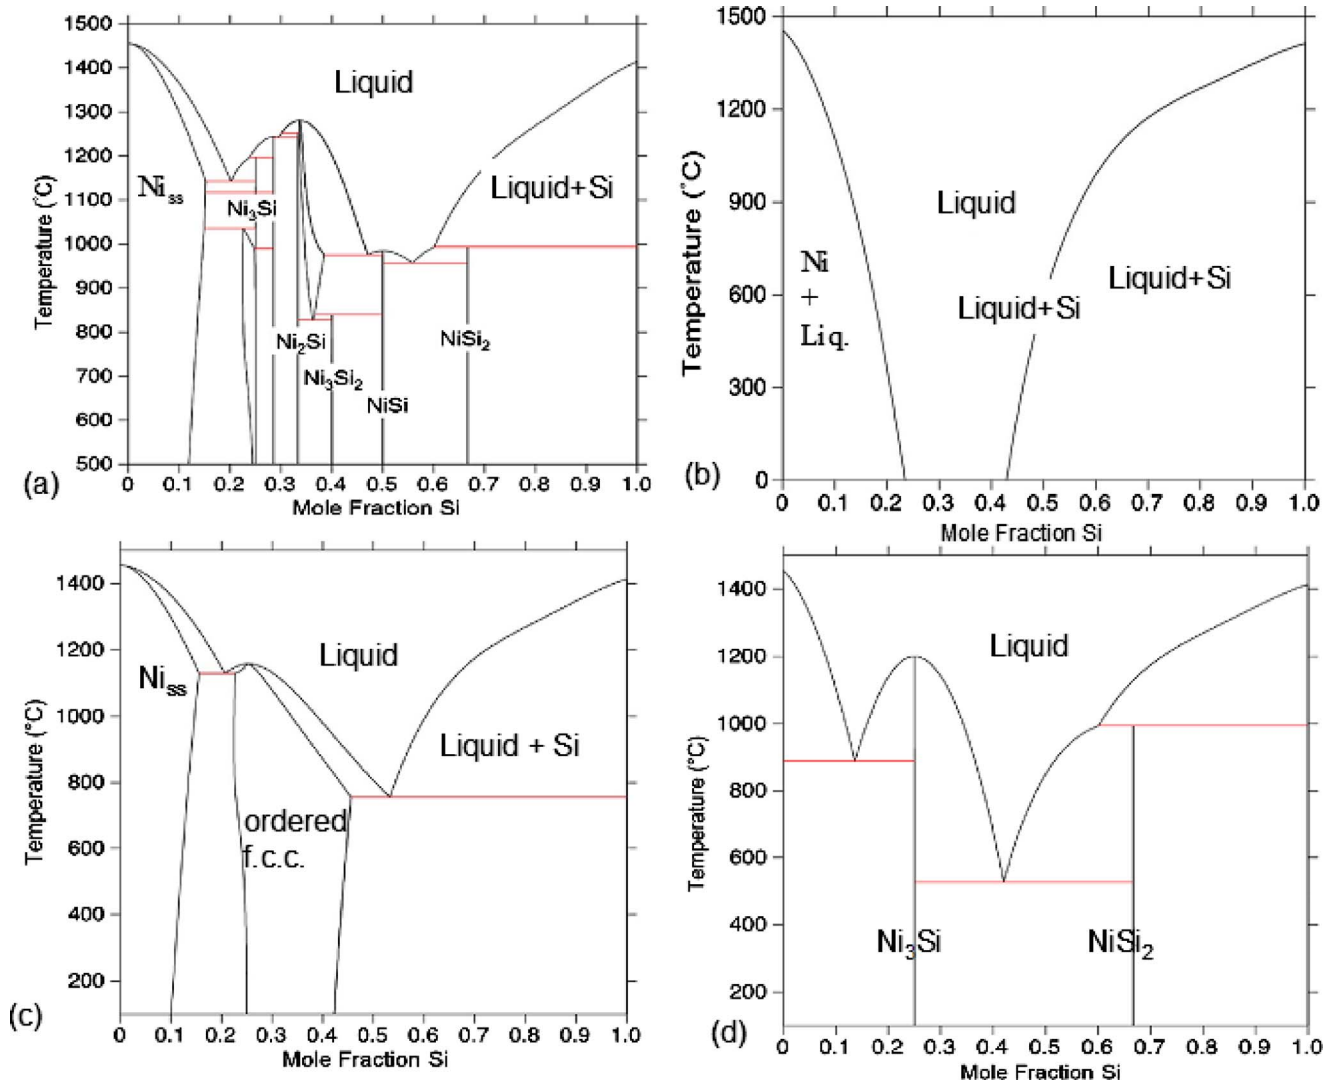 1500
1400
1300
1200
1100
1000
900
800
700
600
500
Temperature (°C)
Liquid
Niss
Liquid+Si
Ni3Si
Ni2Si
Ni3Si2
NiSi
NiSi2
0 0.1 0.2 0.3 0.4 0.5 0.6 0.7 0.8 0.9 1.0
Mole Fraction Si
(a)
1500
1200
900
600
300
0
Temperature (°C)
Liquid
Ni
+
Liq.
Liquid+Si
Liquid+Si
0 0.1 0.2 0.3 0.4 0.5 0.6 0.7 0.8 0.9 1.0
Mole Fraction Si
(b)
1400
1200
1000
800
600
400
200
Temperature (°C)
Liquid
Niss
Liquid + Si
ordered
f.c.c.
0 0.1 0.2 0.3 0.4 0.5 0.6 0.7 0.8 0.9 1.0
Mole Fraction Si
(c)
1400
1200
1000
800
600
400
200
Temperature (°C)
Liquid
Ni3Si
NiSi2
0 0.1 0.2 0.3 0.4 0.5 0.6 0.7 0.8 0.9 1.0
Mole Fraction Si
(d)